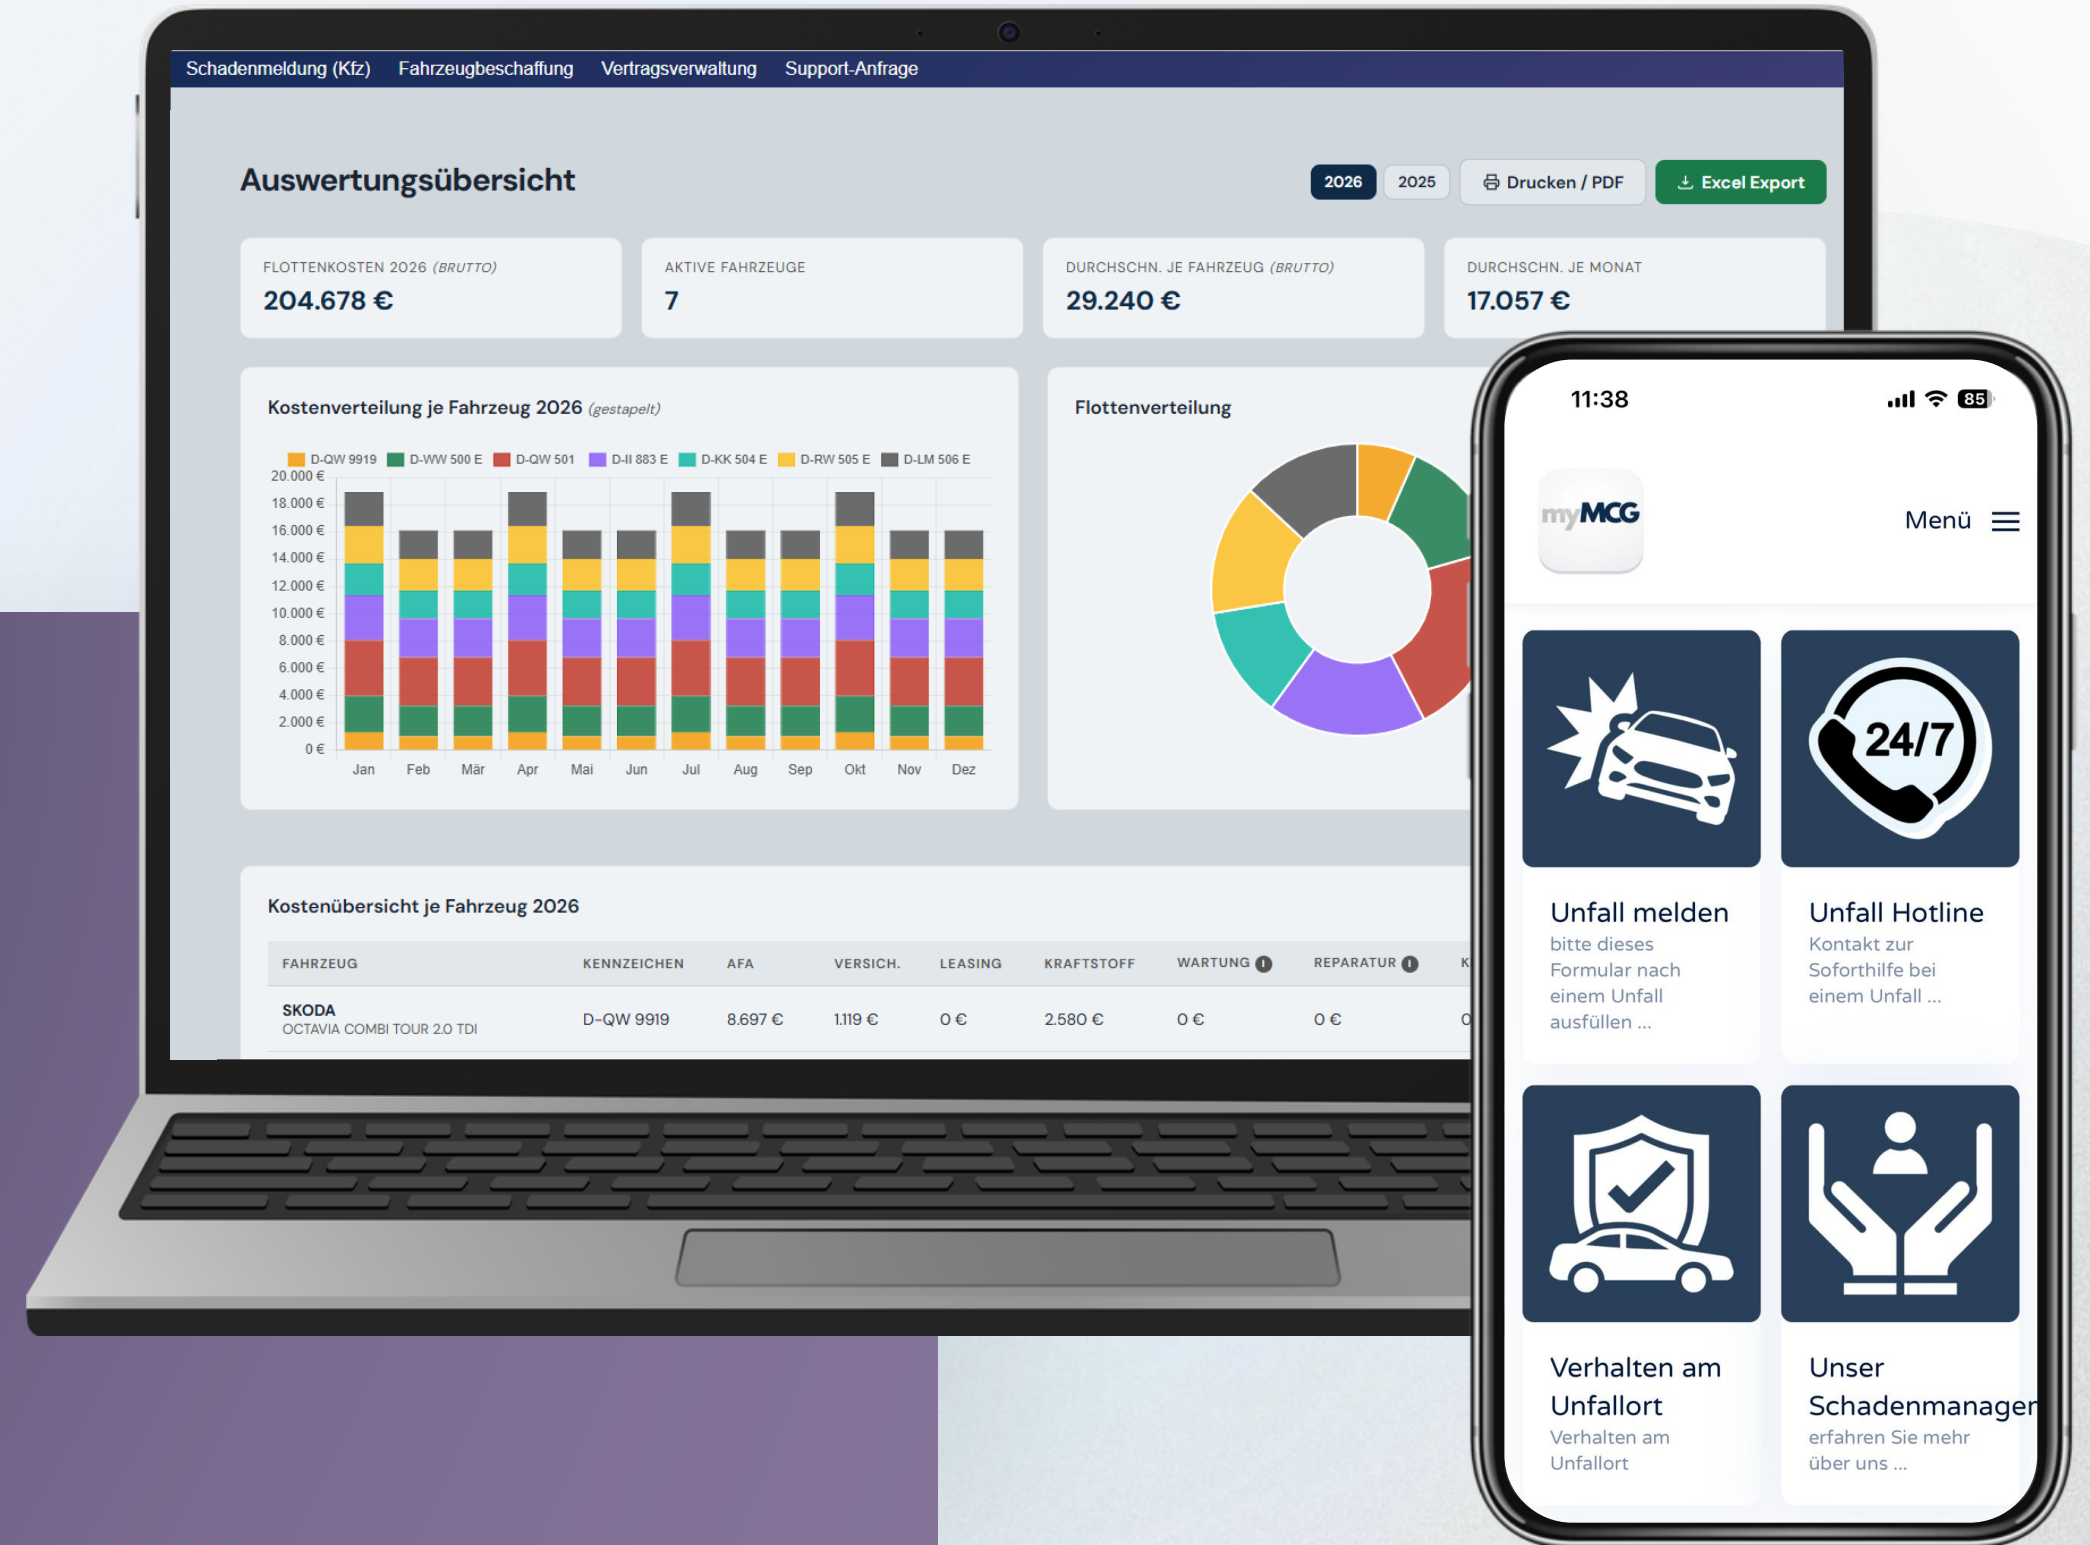 Schadenmeldung (Kfz) Fahrzeugbeschaffung Vertragsverwaltung Support-Anfrage
Auswertungsübersicht
2026 2025 Drucken / PDF Excel Export
FLOTTENKOSTEN 2026 (BRUTTO)
204.678 €
AKTIVE FAHRZEUGE
7
DURCHSCHN. JE FAHRZEUG (BRUTTO)
29.240 €
DURCHSCHN. JE MONAT
17.057 €
Kostenverteilung je Fahrzeug 2026 (gestapelt)
D-QW 9919 D-WW 500 E D-QW 501 D-II 883 E D-KK 504 E D-RW 505 E D-LM 506 E
20.000 €
18.000 €
16.000 €
14.000 €
12.000 €
10.000 €
8.000 €
6.000 €
4.000 €
2.000 €
0 €
Jan Feb Mär Apr Mai Jun Jul Aug Sep Okt Nov Dez
Flottenverteilung
Kostenübersicht je Fahrzeug 2026
FAHRZEUG KENNZEICHEN AFA VERSICH. LEASING KRAFTSTOFF WARTUNG REPARATUR K
SKODA
OCTAVIA COMBI TOUR 2.0 TDI
D-QW 9919 8.697 € 1.119 € 0 € 2.580 € 0 € 0 € 0
11:38 85
myMCG
Menü
24/7
Unfall melden
bitte dieses
Formular nach
einem Unfall
ausfüllen ...
Unfall Hotline
Kontakt zur
Soforthilfe bei
einem Unfall ...
Verhalten am
Unfallort
Verhalten am
Unfallort
Unser
Schadenmanager
erfahren Sie mehr
über uns ...